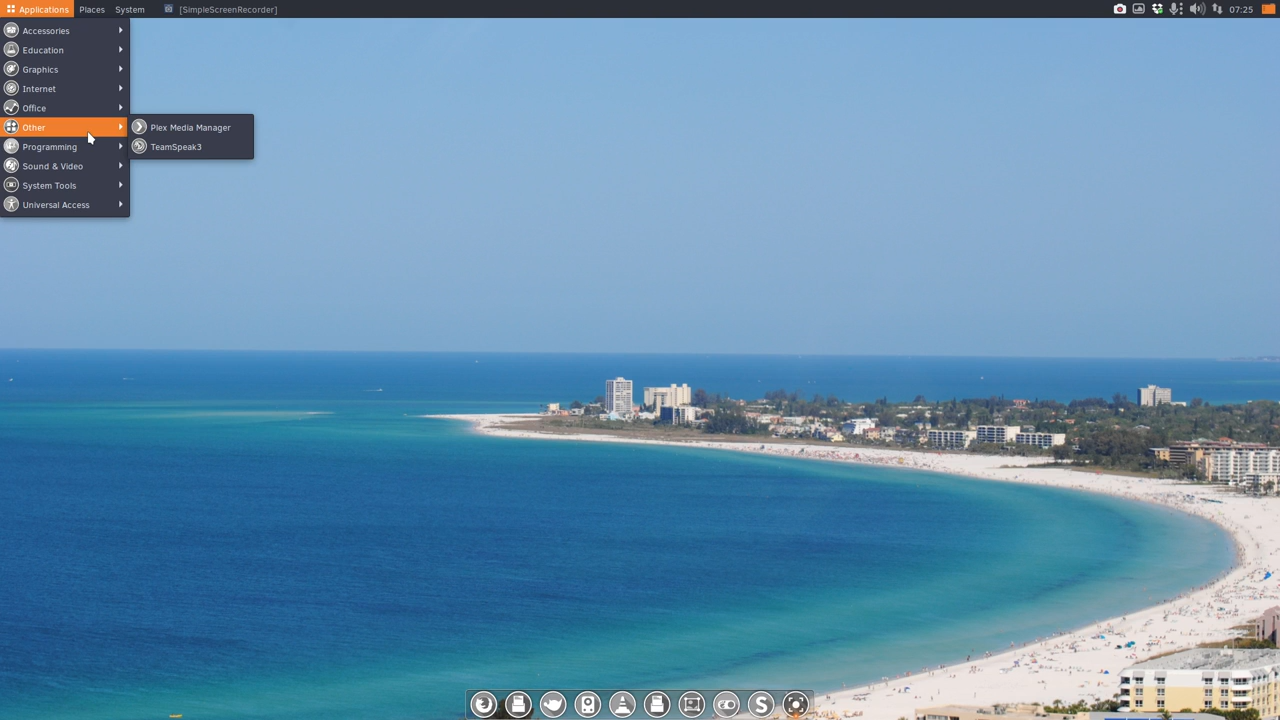 Applications Places System [SimpleScreenRecorder] 07:25
Accessories
Education
Graphics
Internet
Office
Other
Plex Media Manager
Programming
TeamSpeak3
Sound & Video
System Tools
Universal Access
S